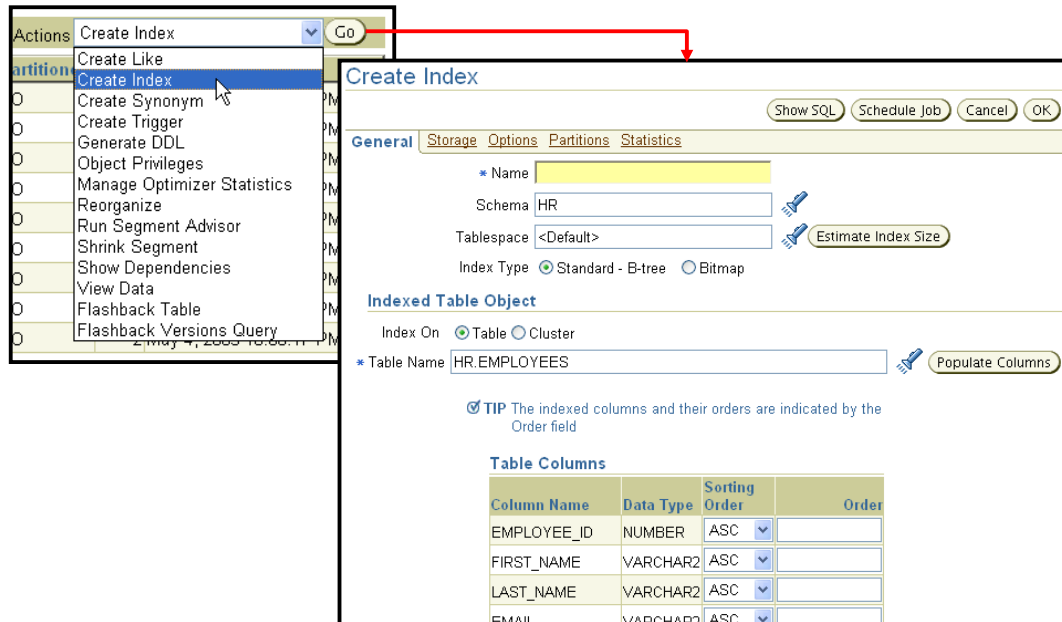 Actions Create Index Go
Create Like
Create Index
Create Synonym
Create Trigger
Generate DDL
Object Privileges
Manage Optimizer Statistics
Reorganize
Run Segment Advisor
Shrink Segment
Show Dependencies
View Data
Flashback Table
Flashback Versions Query
Create Index
Show SQL Schedule Job Cancel OK
General Storage Options Partitions Statistics
* Name
Schema HR
Tablespace <Default> Estimate Index Size
Index Type Standard - B-tree Bitmap
Indexed Table Object
Index On Table Cluster
* Table Name HR.EMPLOYEES Populate Columns
TIP The indexed columns and their orders are indicated by the
Order field
Table Columns
Column Name Data Type Sorting Order Order
EMPLOYEE_ID NUMBER ASC
FIRST_NAME VARCHAR2 ASC
LAST_NAME VARCHAR2 ASC
EMAIL VARCHAR2 ASC